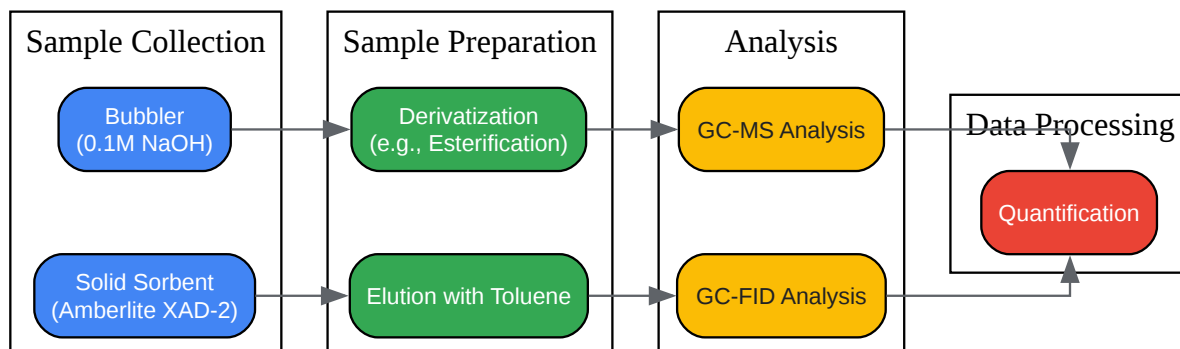 Sample Collection
Bubbler
(0.1M NaOH)
Solid Sorbent
(Amberlite XAD-2)
Sample Preparation
Derivatization
(e.g., Esterification)
Elution with Toluene
Analysis
GC-MS Analysis
GC-FID Analysis
Data Processing
Quantification